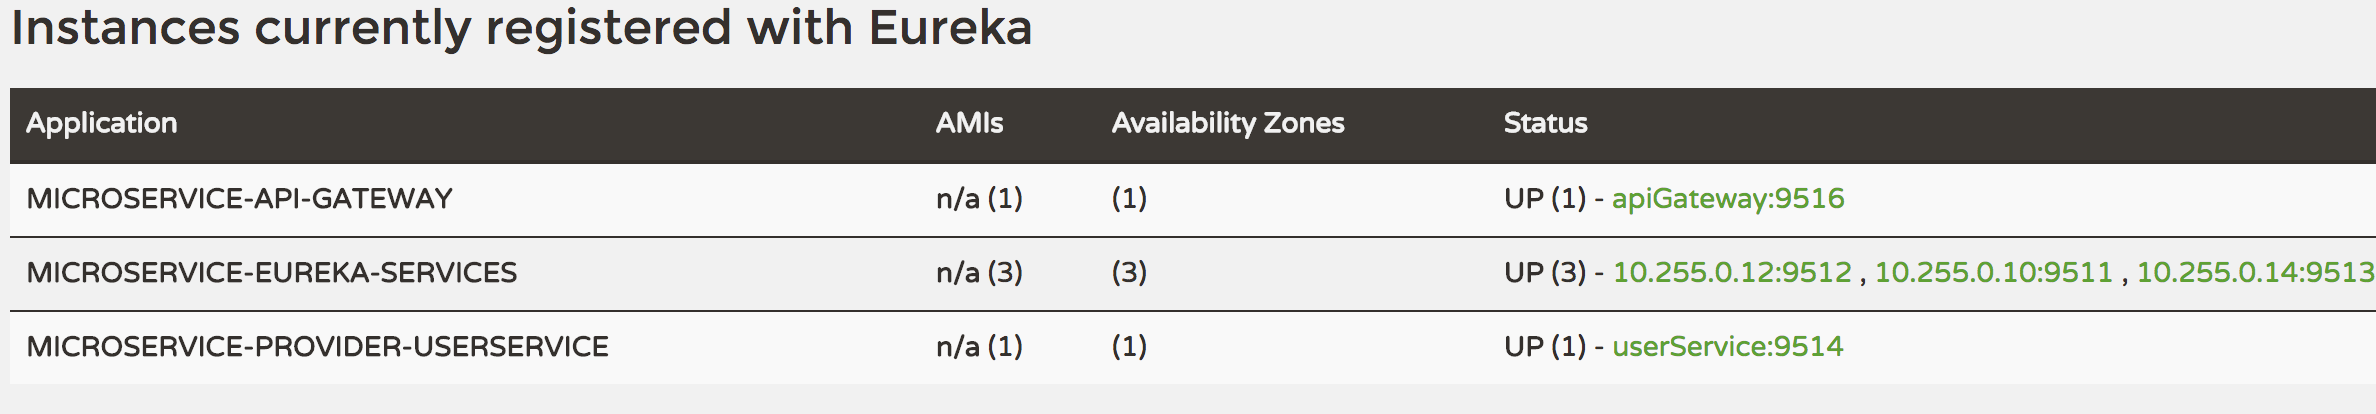 Instances currently registered with Eureka
Application AMIs Availability Zones Status
MICROSERVICE-API-GATEWAY n/a (1) (1) UP (1) - apiGateway:9516
MICROSERVICE-EUREKA-SERVICES n/a (3) (3) UP (3) - 10.255.0.12:9512 , 10.255.0.10:9511 , 10.255.0.14:9513
MICROSERVICE-PROVIDER-USERSERVICE n/a (1) (1) UP (1) - userService:9514